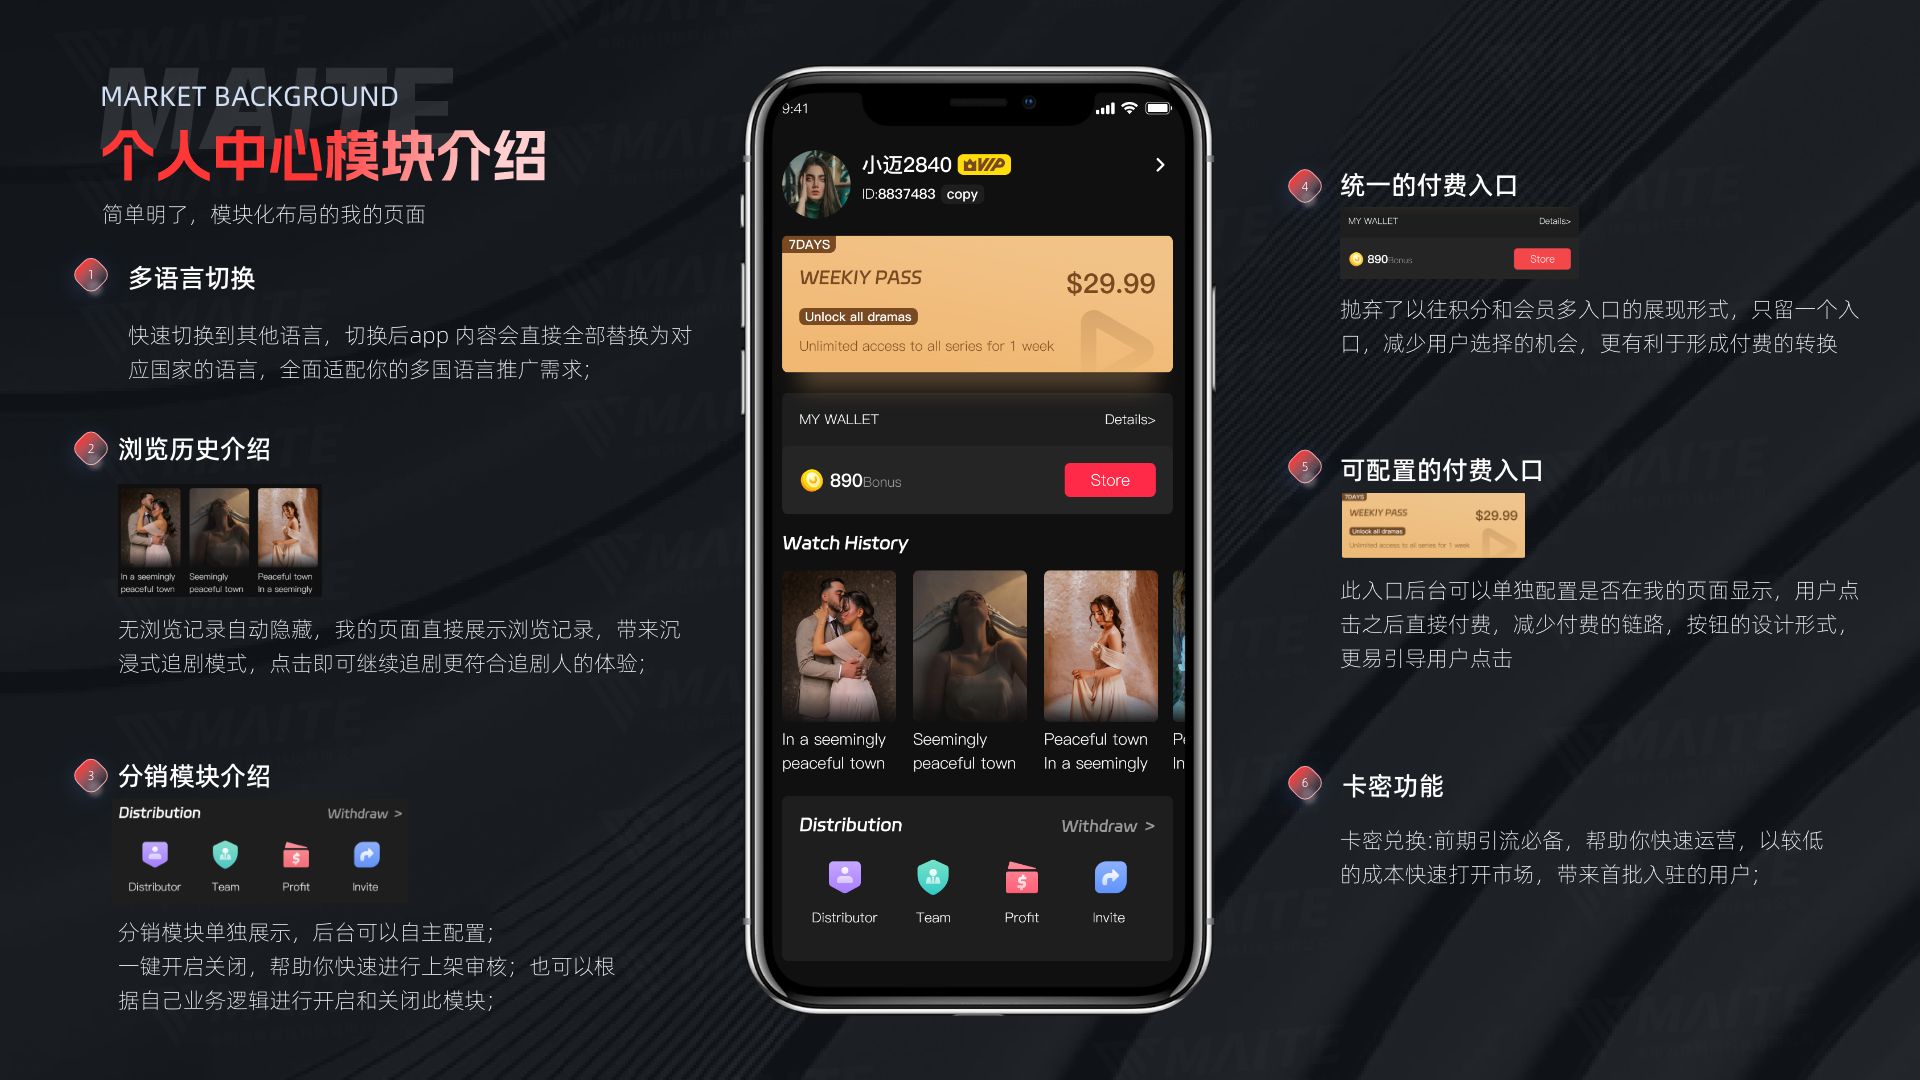 MAITE
MARKET BACKGROUND
个人中心模块介绍
简单明了，模块化布局的我的页面
1
多语言切换
快速切换到其他语言，切换后app 内容会直接全部替换为对
应国家的语言，全面适配你的多国语言推广需求；
2
浏览历史介绍
In a seemingly
peaceful town
Seemingly
peaceful town
Peaceful town
In a seemingly
无浏览记录自动隐藏，我的页面直接展示浏览记录，带来沉
浸式追剧模式，点击即可继续追剧更符合追剧人的体验；
3
分销模块介绍
Distribution
Withdraw >
Distributor
Team
Profit
Invite
分销模块单独展示，后台可以自主配置；
一键开启关闭，帮助你快速进行上架审核；也可以根
据自己业务逻辑进行开启和关闭此模块；
9:41
小迈2840 VIP
ID:8837483 copy
7DAYS
WEEKIY PASS
$29.99
Unlock all dramas
Unlimited access to all series for 1 week
MY WALLET
Details>
890Bonus
Store
Watch History
In a seemingly
peaceful town
Seemingly
peaceful town
Peaceful town
In a seemingly
Pe
In
Distribution
Withdraw >
Distributor
Team
Profit
Invite
4
统一的付费入口
MY WALLET
Details>
890Bonus
Store
抛弃了以往积分和会员多入口的展现形式，只留一个入
口，减少用户选择的机会，更有利于形成付费的转换
5
可配置的付费入口
7DAYS
WEEKIY PASS
$29.99
Unlock all dramas
Unlimited access to all series for 1 week
此入口后台可以单独配置是否在我的页面显示，用户点
击之后直接付费，减少付费的链路，按钮的设计形式，
更易引导用户点击
6
卡密功能
卡密兑换:前期引流必备，帮助你快速运营，以较低
的成本快速打开市场，带来首批入驻的用户；